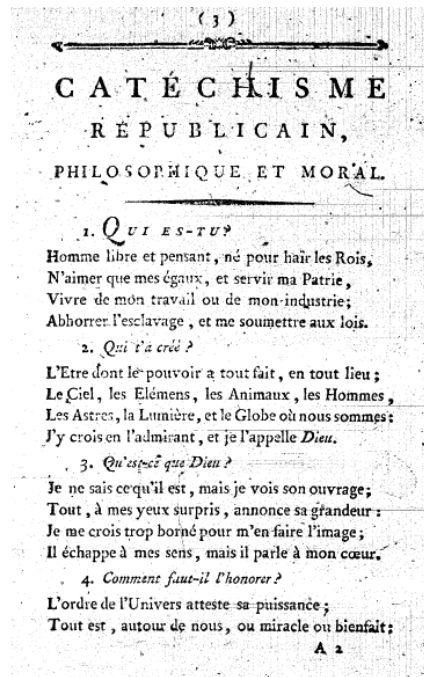 ( 3 )
CATÉCHISME
RÉPUBLICAIN,
PHILOSOPHIQUE ET MORAL.
1. QUI ES-TU?
Homme libre et pensant, né pour haïr les Rois,
N'aimer que mes égaux, et servir ma Patrie,
Vivre de mon travail ou de mon industrie;
Abhorrer l'esclavage, et me soumettre aux lois.
2. Qui t'a créé ?
L'Etre dont le pouvoir a tout fait, en tout lieu ;
Le Ciel, les Elémens, les Animaux, les Hommes,
Les Astres, la Lumière, et le Globe où nous sommes :
J'y crois en l'admirant, et je l'appelle Dieu.
3. Qu'est-ce que Dieu ?
Je ne sais ce qu'il est, mais je vois son ouvrage ;
Tout, à mes yeux surpris, annonce sa grandeur :
Je me crois trop borné pour m'en faire l'image ;
Il échappe à mes sens, mais il parle à mon cœur.
4. Comment faut-il l'honorer ?
L'ordre de l'Univers atteste sa puissance ;
Tout est, autour de nous, ou miracle ou bienfait :
A 2